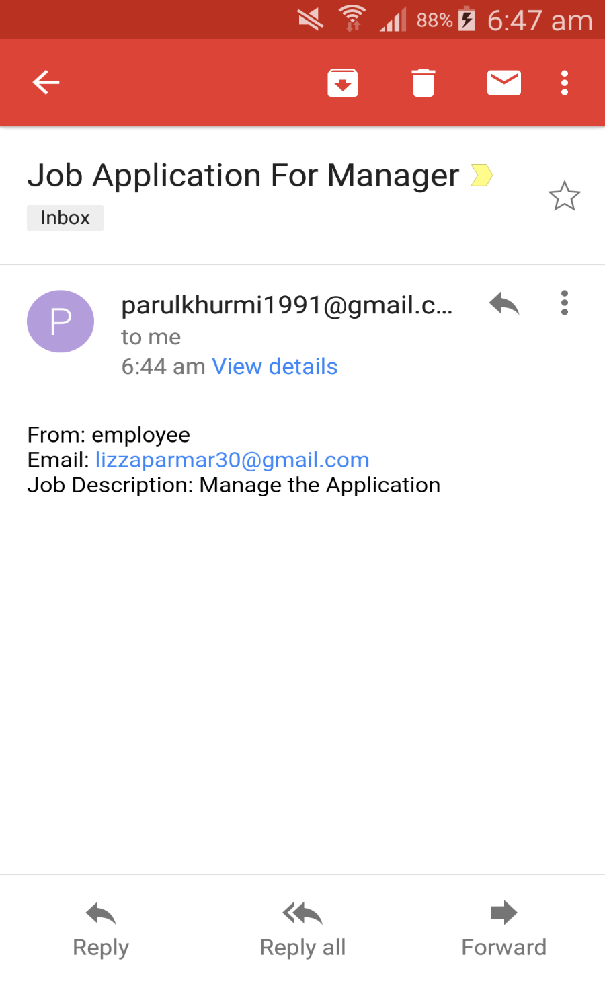 88% 6:47 am
Job Application For Manager
Inbox
P
parulkhurmi1991@gmail.c...
to me
6:44 am View details
From: employee
Email: lizzaparmar30@gmail.com
Job Description: Manage the Application
Reply
Reply all
Forward